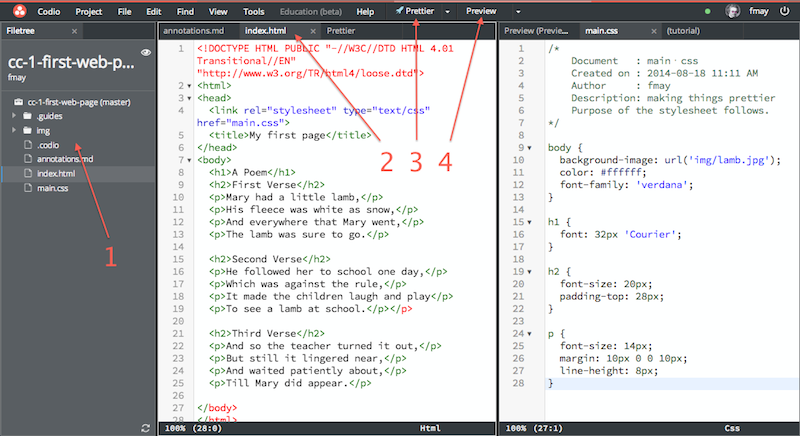 Codio Project File Edit Find View Tools Education (beta) Help Prettier Preview fmay
Filetree
cc-1-first-web-p...
fmay
cc-1-first-web-page (master)
.guides
img
.codio
annotations.md
index.html
main.css
1
annotations.md index.html Prettier
1 <!DOCTYPE HTML PUBLIC "-//W3C//DTD HTML 4.01
Transitional//EN"
"http://www.w3.org/TR/html4/loose.dtd">
2 <html>
3 <head>
4 <link rel="stylesheet" type="text/css"
href="main.css">
5 <title>My first page</title>
6 </head>
7 <body>
8 <h1>A Poem</h1>
9 <h2>First Verse</h2>
10 <p>Mary had a little lamb,</p>
11 <p>His fleece was white as snow,</p>
12 <p>And everywhere that Mary went,</p>
13 <p>The lamb was sure to go.</p>
14
15 <h2>Second Verse</h2>
16 <p>He followed her to school one day,</p>
17 <p>Which was against the rule,</p>
18 <p>It made the children laugh and play</p>
19 <p>To see a lamb at school.</p></p>
20
21 <h2>Third Verse</h2>
22 <p>And so the teacher turned it out,</p>
23 <p>But still it lingered near,</p>
24 <p>And waited patiently about,</p>
25 <p>Till Mary did appear.</p>
26
27 </body>
28 </html>
2 3 4
100% (28:0) Html
Preview (Previe... main.css (tutorial)
1 /*
2 Document : main css
3 Created on : 2014-08-18 11:11 AM
4 Author : fmay
5 Description: making things prettier
6 Purpose of the stylesheet follows.
7 */
8
9 body {
10 background-image: url('img/lamb.jpg');
11 color: #ffffff;
12 font-family: 'verdana';
13 }
14
15 h1 {
16 font: 32px 'Courier';
17 }
18
19 h2 {
20 font-size: 20px;
21 padding-top: 28px;
22 }
23
24 p {
25 font-size: 14px;
26 margin: 10px 0 0 10px;
27 line-height: 8px;
28 }
100% (27:1) Css